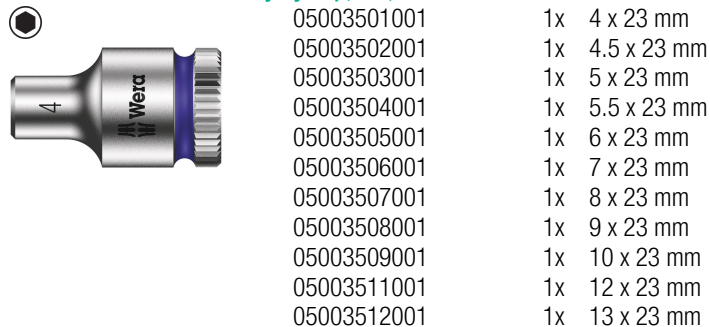 05003501001 1x 4 x 23 mm
05003502001 1x 4.5 x 23 mm
05003503001 1x 5 x 23 mm
05003504001 1x 5.5 x 23 mm
05003505001 1x 6 x 23 mm
05003506001 1x 7 x 23 mm
05003507001 1x 8 x 23 mm
05003508001 1x 9 x 23 mm
05003509001 1x 10 x 23 mm
05003511001 1x 12 x 23 mm
05003512001 1x 13 x 23 mm
4
Wera